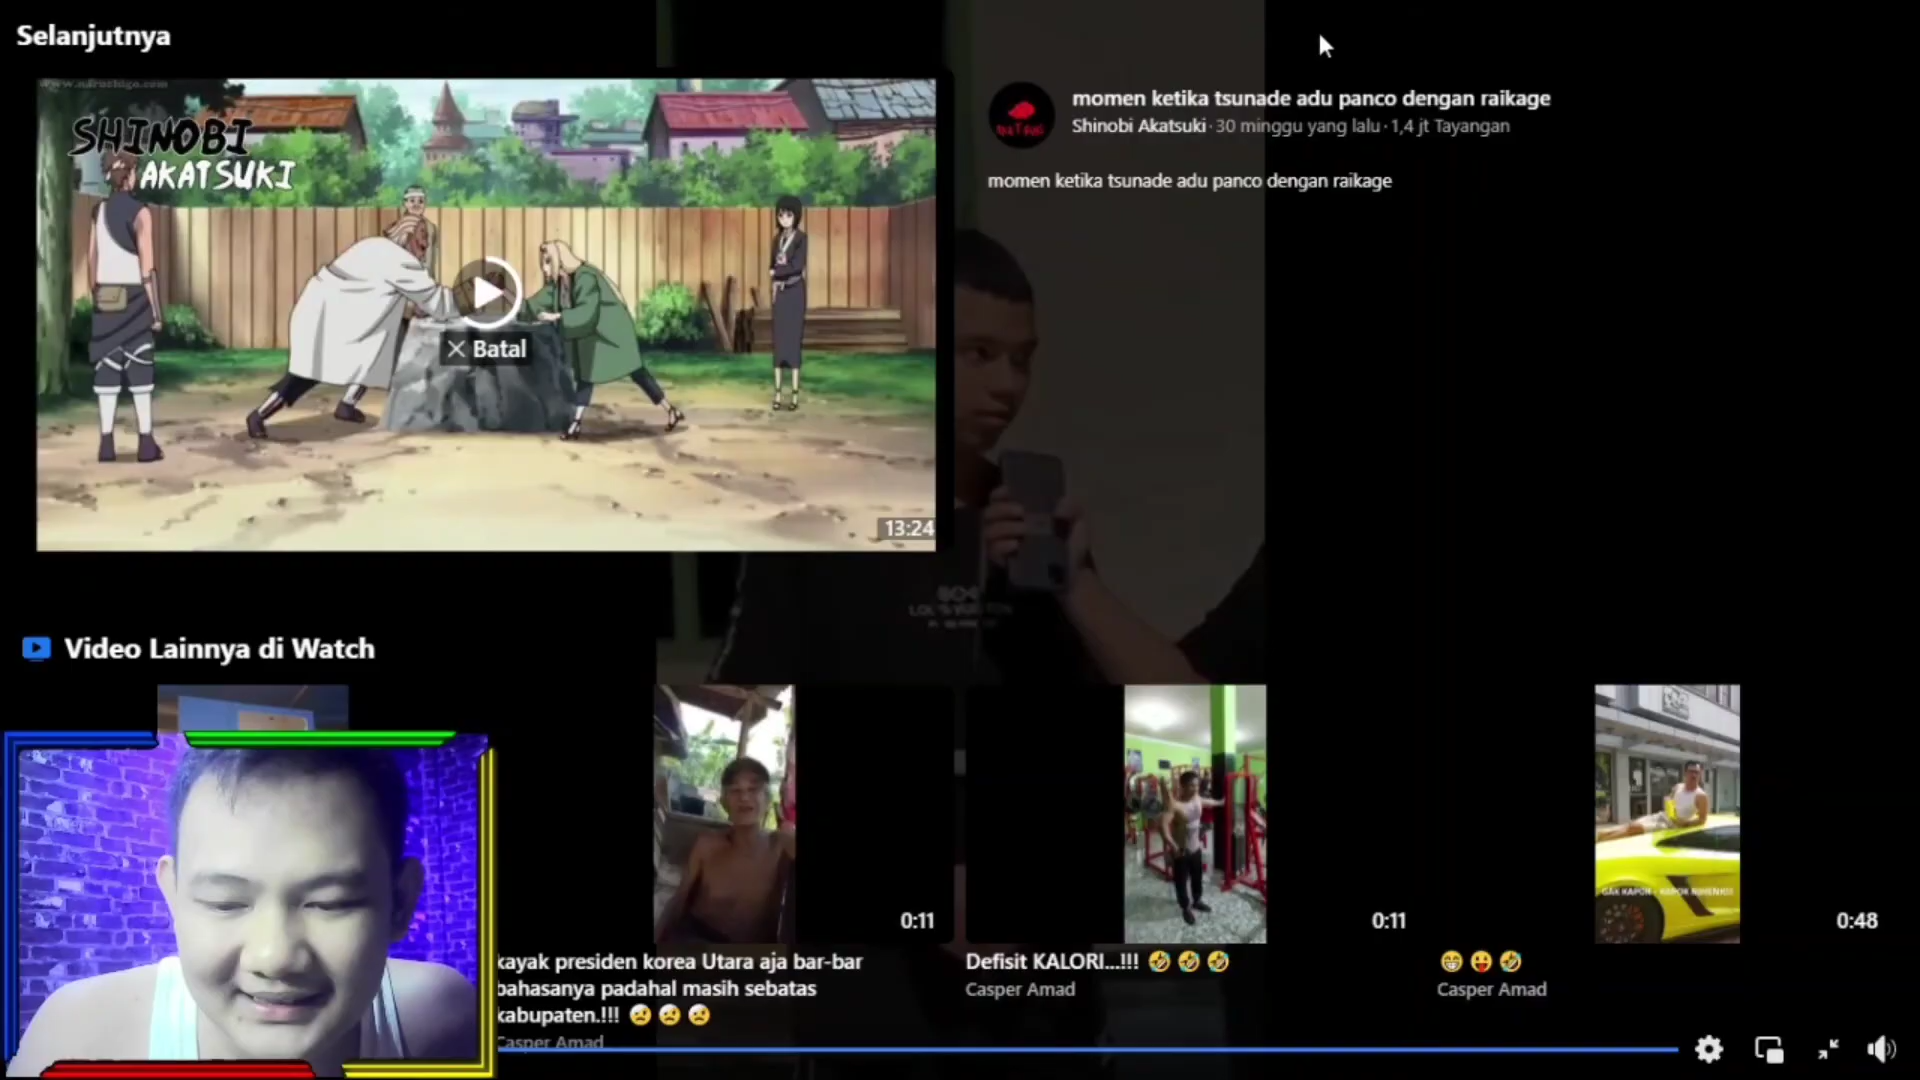 Selanjutnya
www.narochigo.com
SHINOBI
AKATSUKI
Batal
13:24
momen ketika tsunade adu panco dengan raikage
Shinobi Akatsuki · 30 minggu yang lalu · 1,4 jt Tayangan
momen ketika tsunade adu panco dengan raikage
Video Lainnya di Watch
0:11
kayak presiden korea Utara aja bar-bar
bahasanya padahal masih sebatas
kabupaten.!!! 🤕 🤕 🤕
Casper Amad
0:11
Defisit KALORI...!!! 🤣 🤣 🤣
Casper Amad
0:48
😁 😜 🤣
Casper Amad